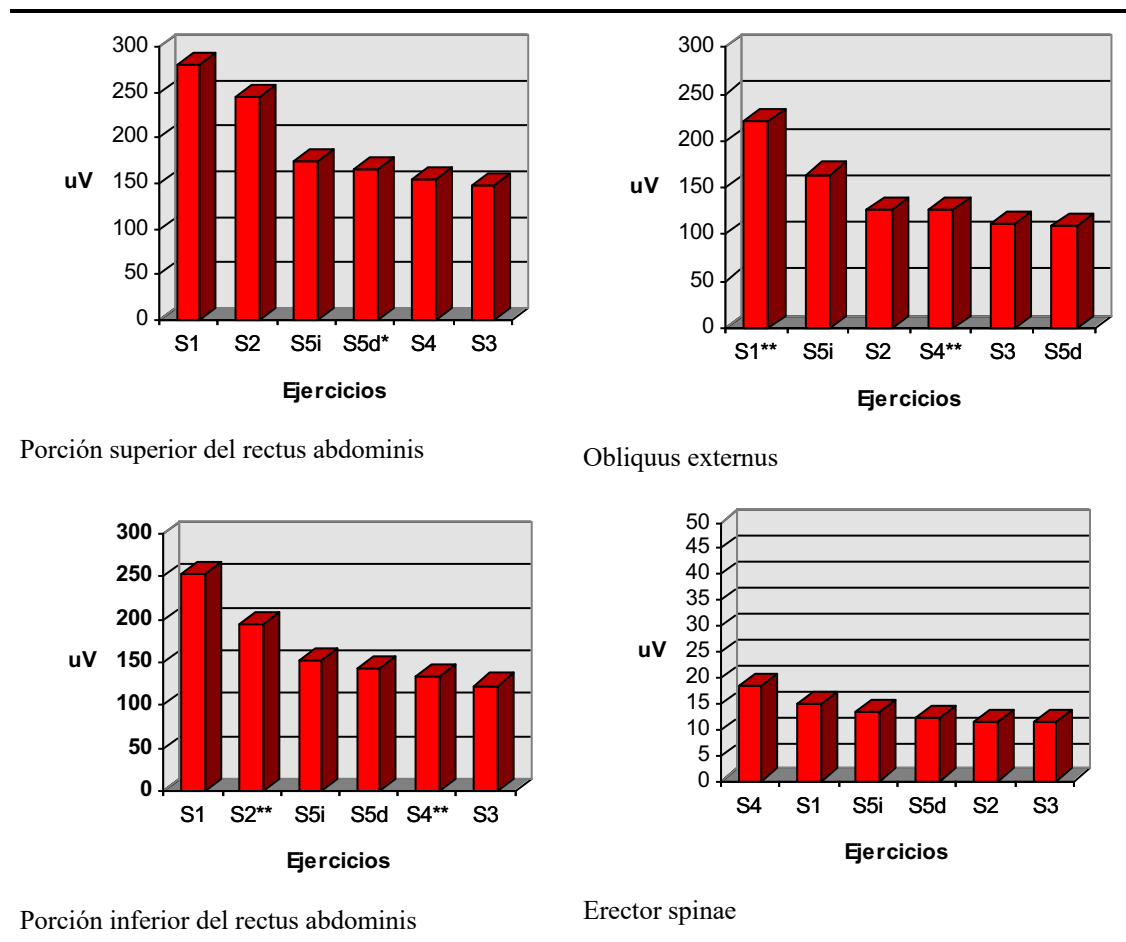 300
250
200
150
100
50
0
uV
S1 S2 S5i S5d* S4 S3
Ejercicios
Porción superior del rectus abdominis
300
250
200
150
100
50
0
uV
S1** S5i S2 S4** S3 S5d
Ejercicios
Obliquus externus
300
250
200
150
100
50
0
uV
S1 S2** S5i S5d S4** S3
Ejercicios
Porción inferior del rectus abdominis
50
45
40
35
30
25
20
15
10
5
0
uV
S4 S1 S5i S5d S2 S3
Ejercicios
Erector spinae